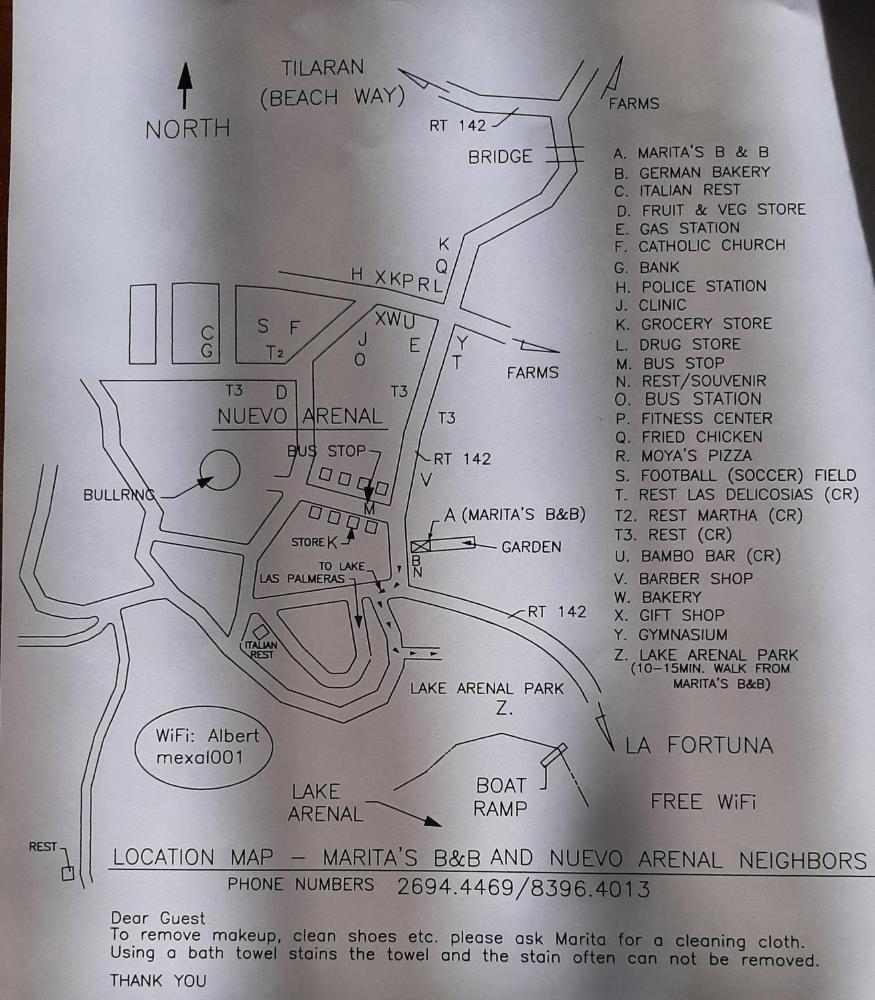 TILARAN
(BEACH WAY)
NORTH
RT 142
FARMS
BRIDGE
A. MARITA'S B & B
B. GERMAN BAKERY
C. ITALIAN REST
D. FRUIT & VEG STORE
E. GAS STATION
F. CATHOLIC CHURCH
G. BANK
H. POLICE STATION
J. CLINIC
K. GROCERY STORE
L. DRUG STORE
M. BUS STOP
N. REST/SOUVENIR
O. BUS STATION
P. FITNESS CENTER
Q. FRIED CHICKEN
R. MOYA'S PIZZA
S. FOOTBALL (SOCCER) FIELD
T. REST LAS DELICOSIAS (CR)
T2. REST MARTHA (CR)
T3. REST (CR)
U. BAMBO BAR (CR)
V. BARBER SHOP
W. BAKERY
X. GIFT SHOP
Y. GYMNASIUM
Z. LAKE ARENAL PARK
(10-15MIN. WALK FROM
MARITA'S B&B)
K
Q
H XKPRL
XWU
C
G
S F
T2
J
O
E
Y
T
FARMS
T3 D
T3
T3
NUEVO ARENAL
BUS STOP
RT 142
V
BULLRING
M
A (MARITA'S B&B)
STORE K
GARDEN
B
N
TO LAKE
LAS PALMERAS
RT 142
ITALIAN
REST
LAKE ARENAL PARK
Z.
WiFi: Albert
mexal001
LA FORTUNA
LAKE
ARENAL
BOAT
RAMP
FREE WiFi
REST
LOCATION MAP – MARITA'S B&B AND NUEVO ARENAL NEIGHBORS
PHONE NUMBERS 2694.4469/8396.4013
Dear Guest
To remove makeup, clean shoes etc. please ask Marita for a cleaning cloth.
Using a bath towel stains the towel and the stain often can not be removed.
THANK YOU